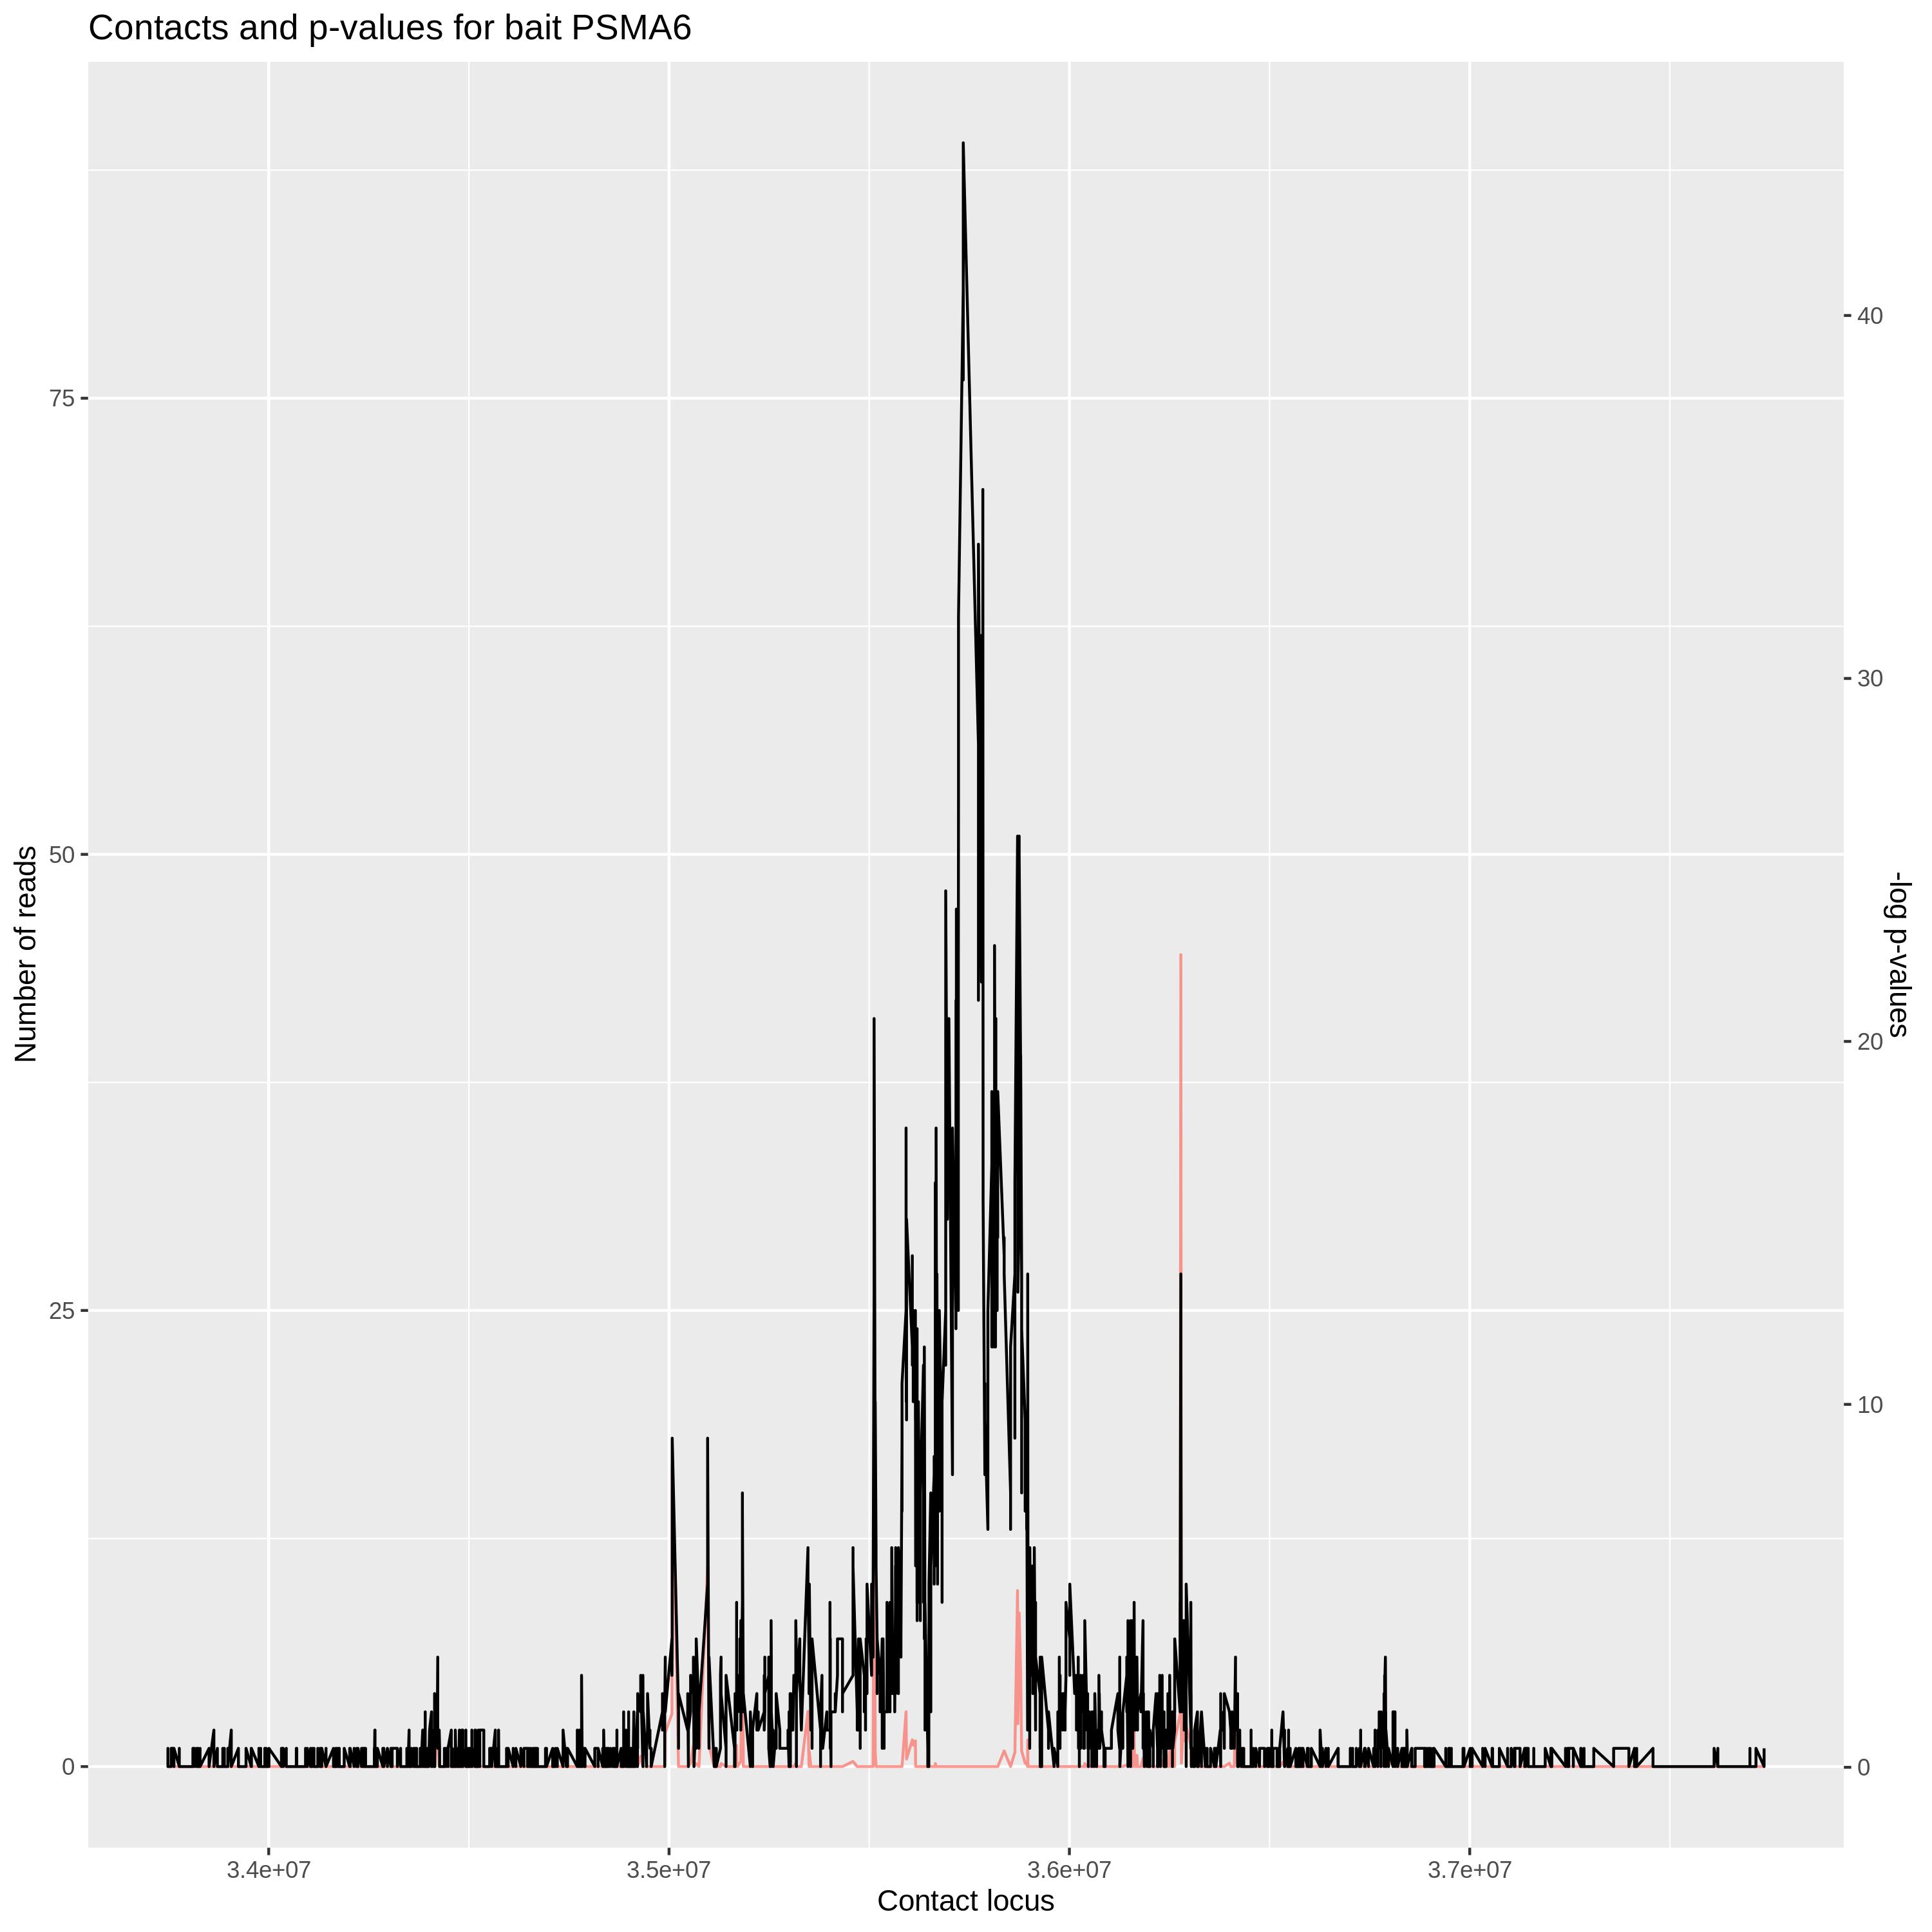 Contacts and p-values for bait PSMA6
Number of reads
75
50
25
0
40
30
20
10
0
-log p-values
3.4e+07
3.5e+07
3.6e+07
3.7e+07
Contact locus